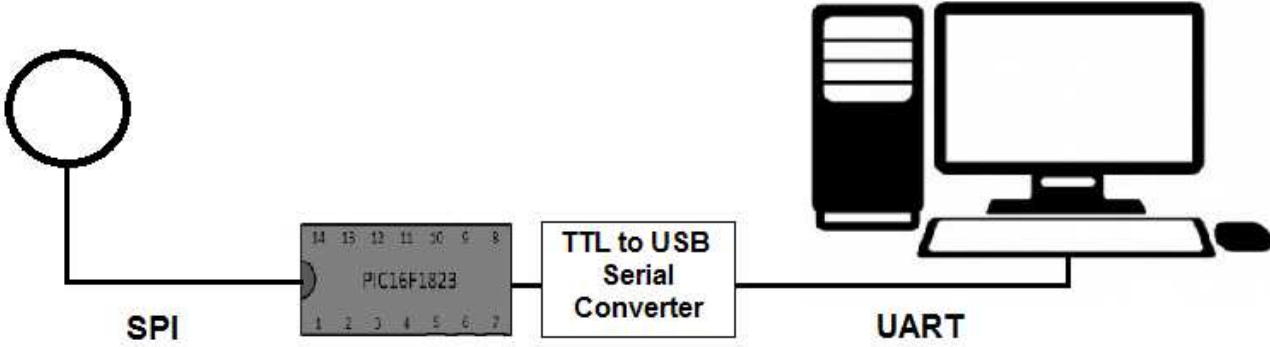 14 13 12 11 10 9 8
PIC16F1823
1 2 3 4 5 6 7
TTL to USB
Serial
Converter
SPI
UART